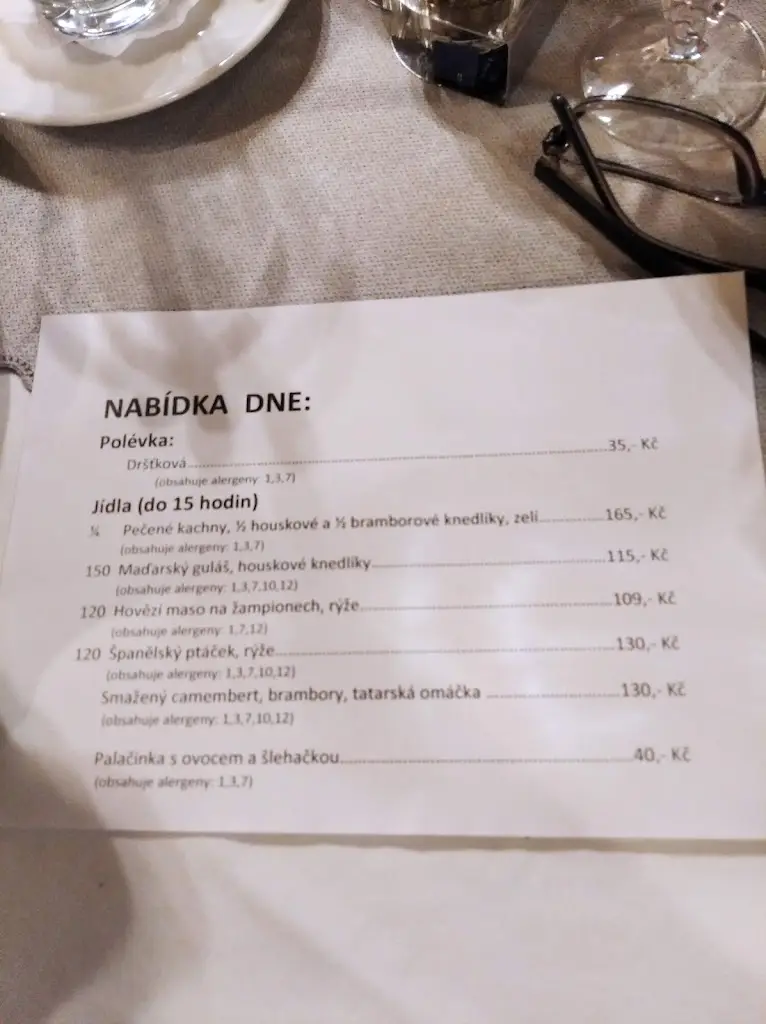 NABÍDKA DNE:
Polévka:
Dršťková 35,- Kč
(obsahuje alergeny: 1,3,7)
Jídla (do 15 hodin)
¼ Pečené kachny, ½ houskové a ½ bramborové knedlíky, zelí 165,- Kč
(obsahuje alergeny: 1,3,7)
150 Maďarský guláš, houskové knedlíky 115,- Kč
(obsahuje alergeny: 1,3,7,10,12)
120 Hovězí maso na žampionech, rýže 109,- Kč
(obsahuje alergeny: 1,7,12)
120 Španělský ptáček, rýže 130,- Kč
(obsahuje alergeny: 1,3,7,10,12)
Smažený camembert, brambory, tatarská omáčka 130,- Kč
(obsahuje alergeny: 1,3,7,10,12)
Palačinka s ovocem a šlehačkou 40,- Kč
(obsahuje alergeny: 1,3,7)